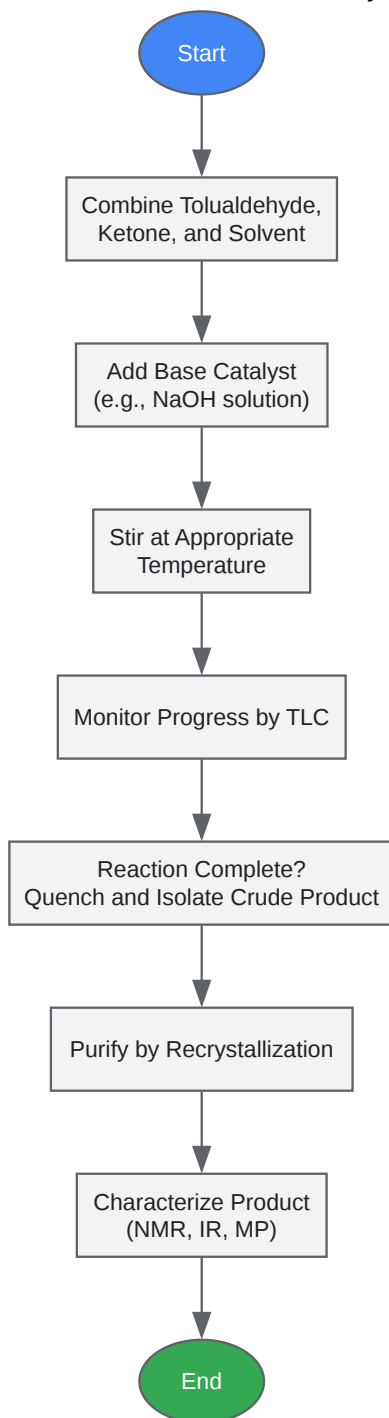 Start
Combine Tolualdehyde,
Ketone, and Solvent
Add Base Catalyst
(e.g., NaOH solution)
Stir at Appropriate
Temperature
Monitor Progress by TLC
Reaction Complete?
Quench and Isolate Crude Product
Purify by Recrystallization
Characterize Product
(NMR, IR, MP)
End